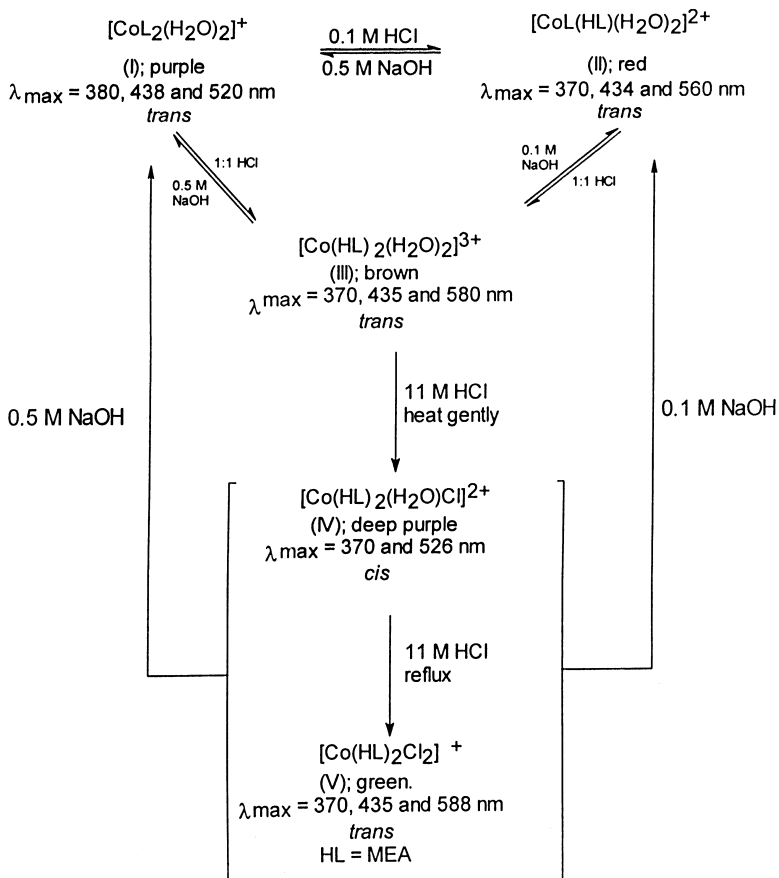 [CoL2(H2O)2]+
(I); purple
λmax = 380, 438 and 520 nm
trans
0.1 M HCl
0.5 M NaOH
[CoL(HL)(H2O)2]2+
(II); red
λmax = 370, 434 and 560 nm
trans
1:1 HCl
0.5 M
NaOH
0.1 M
NaOH
1:1 HCl
[Co(HL) 2(H2O)2]3+
(III); brown
λmax = 370, 435 and 580 nm
trans
11 M HCl
heat gently
0.5 M NaOH
0.1 M NaOH
[Co(HL) 2(H2O)Cl]2+
(IV); deep purple
λmax = 370 and 526 nm
cis
11 M HCl
reflux
[Co(HL)2Cl2] +
(V); green.
λmax = 370, 435 and 588 nm
trans
HL = MEA